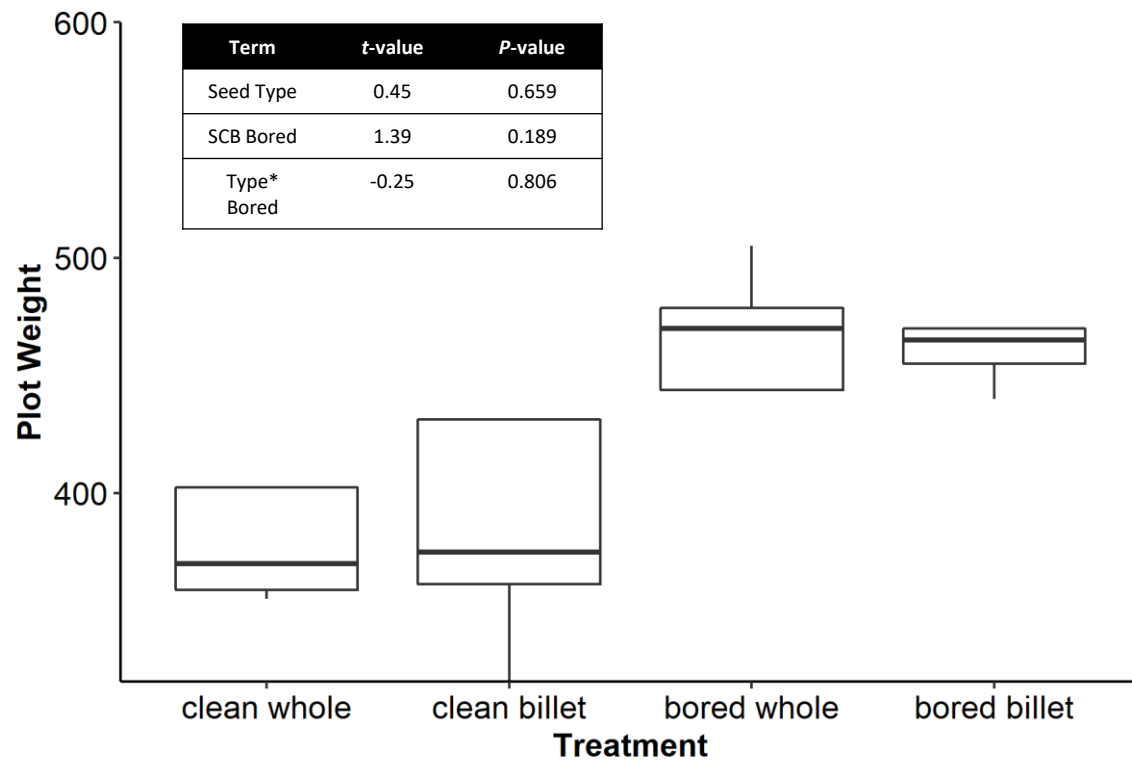 600
Term t-value P-value
Seed Type 0.45 0.659
SCB Bored 1.39 0.189
Type* -0.25 0.806
Bored
500
400
Plot Weight
clean whole clean billet bored whole bored billet
Treatment